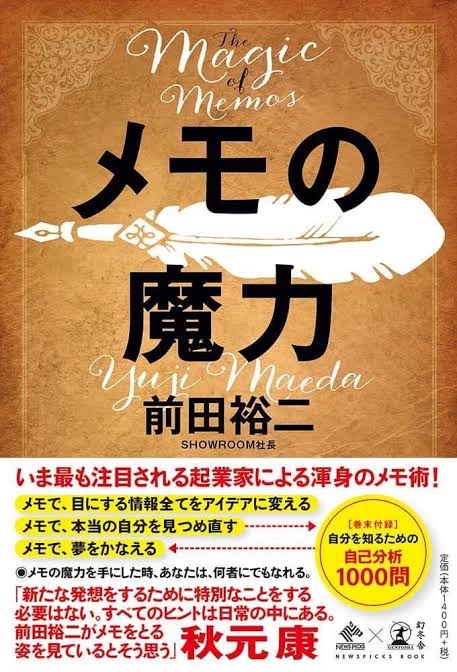 The
Magic
of
Memos
メモの
魔力
Yuji Maeda
前田裕二
SHOWROOM社長
いま最も注目される起業家による渾身のメモ術!
メモで、目にする情報全てをアイデアに変える
メモで、本当の自分を見つめ直す
メモで、夢をかなえる
【巻末付録】
自分を知るための
自己分析
1000問
◉メモの魔力を手にした時、あなたは、何者にでもなれる。
「新たな発想をするために特別なことをする
必要はない。すべてのヒントは日常の中にある。
前田裕二がメモをとる
姿を見ているとそう思う」
秋元 康
定価(本体1400円+税)
NEWS PICKS
×
GENTOSHA
幻冬舎
NEWSPICKS BOOK